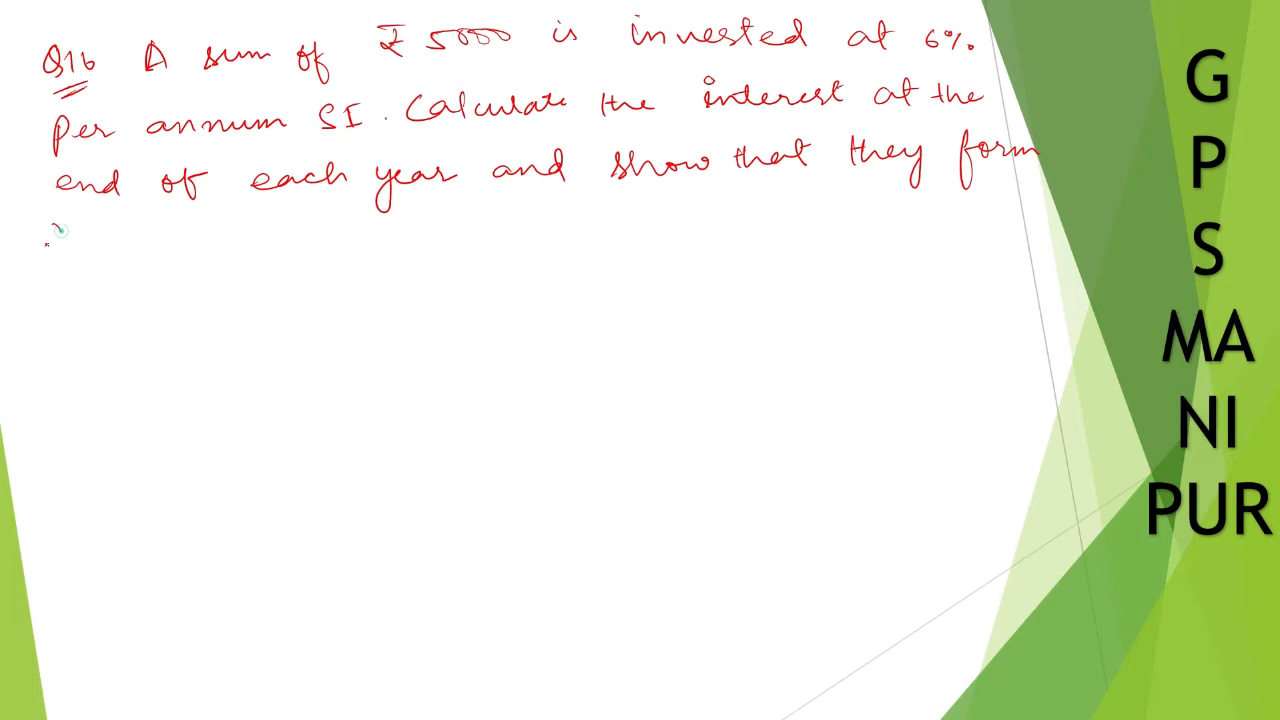 Q16 A sum of ₹ 5000 is invested at 6%
per annum SI. Calculate the interest at the
end of each year and show that they form
G
P
S
MA
NI
PUR